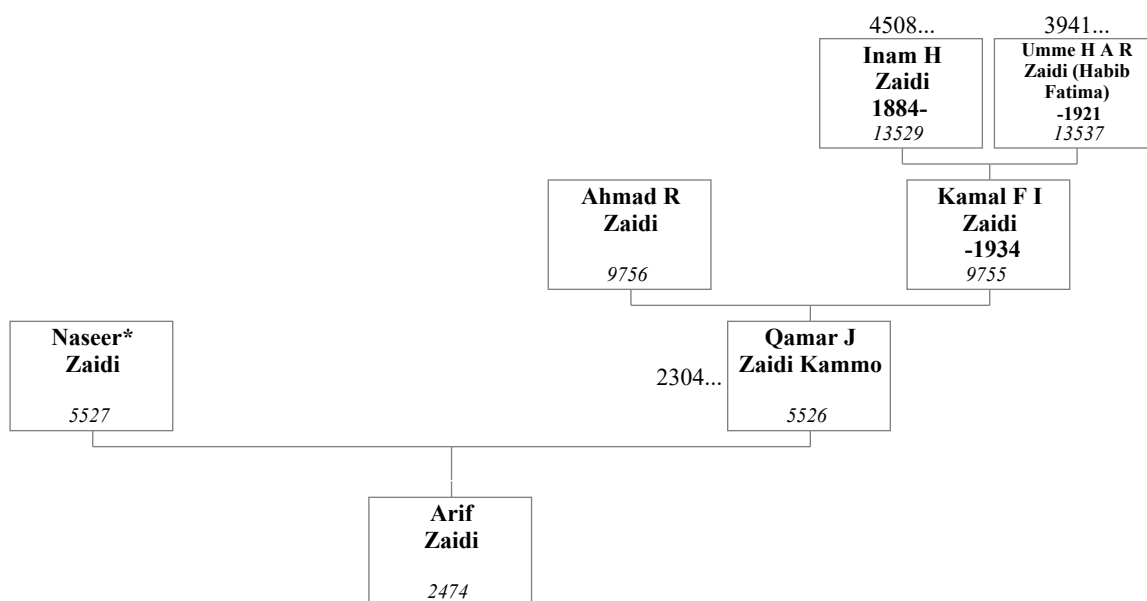 4508...
3941...
Inam H
Zaidi
1884-
13529
Umme H A R
Zaidi (Habib
Fatima)
-1921
13537
Ahmad R
Zaidi
9756
Kamal F I
Zaidi
-1934
9755
Naseer*
Zaidi
5527
2304...
Qamar J
Zaidi Kammo
5526
Arif
Zaidi
2474